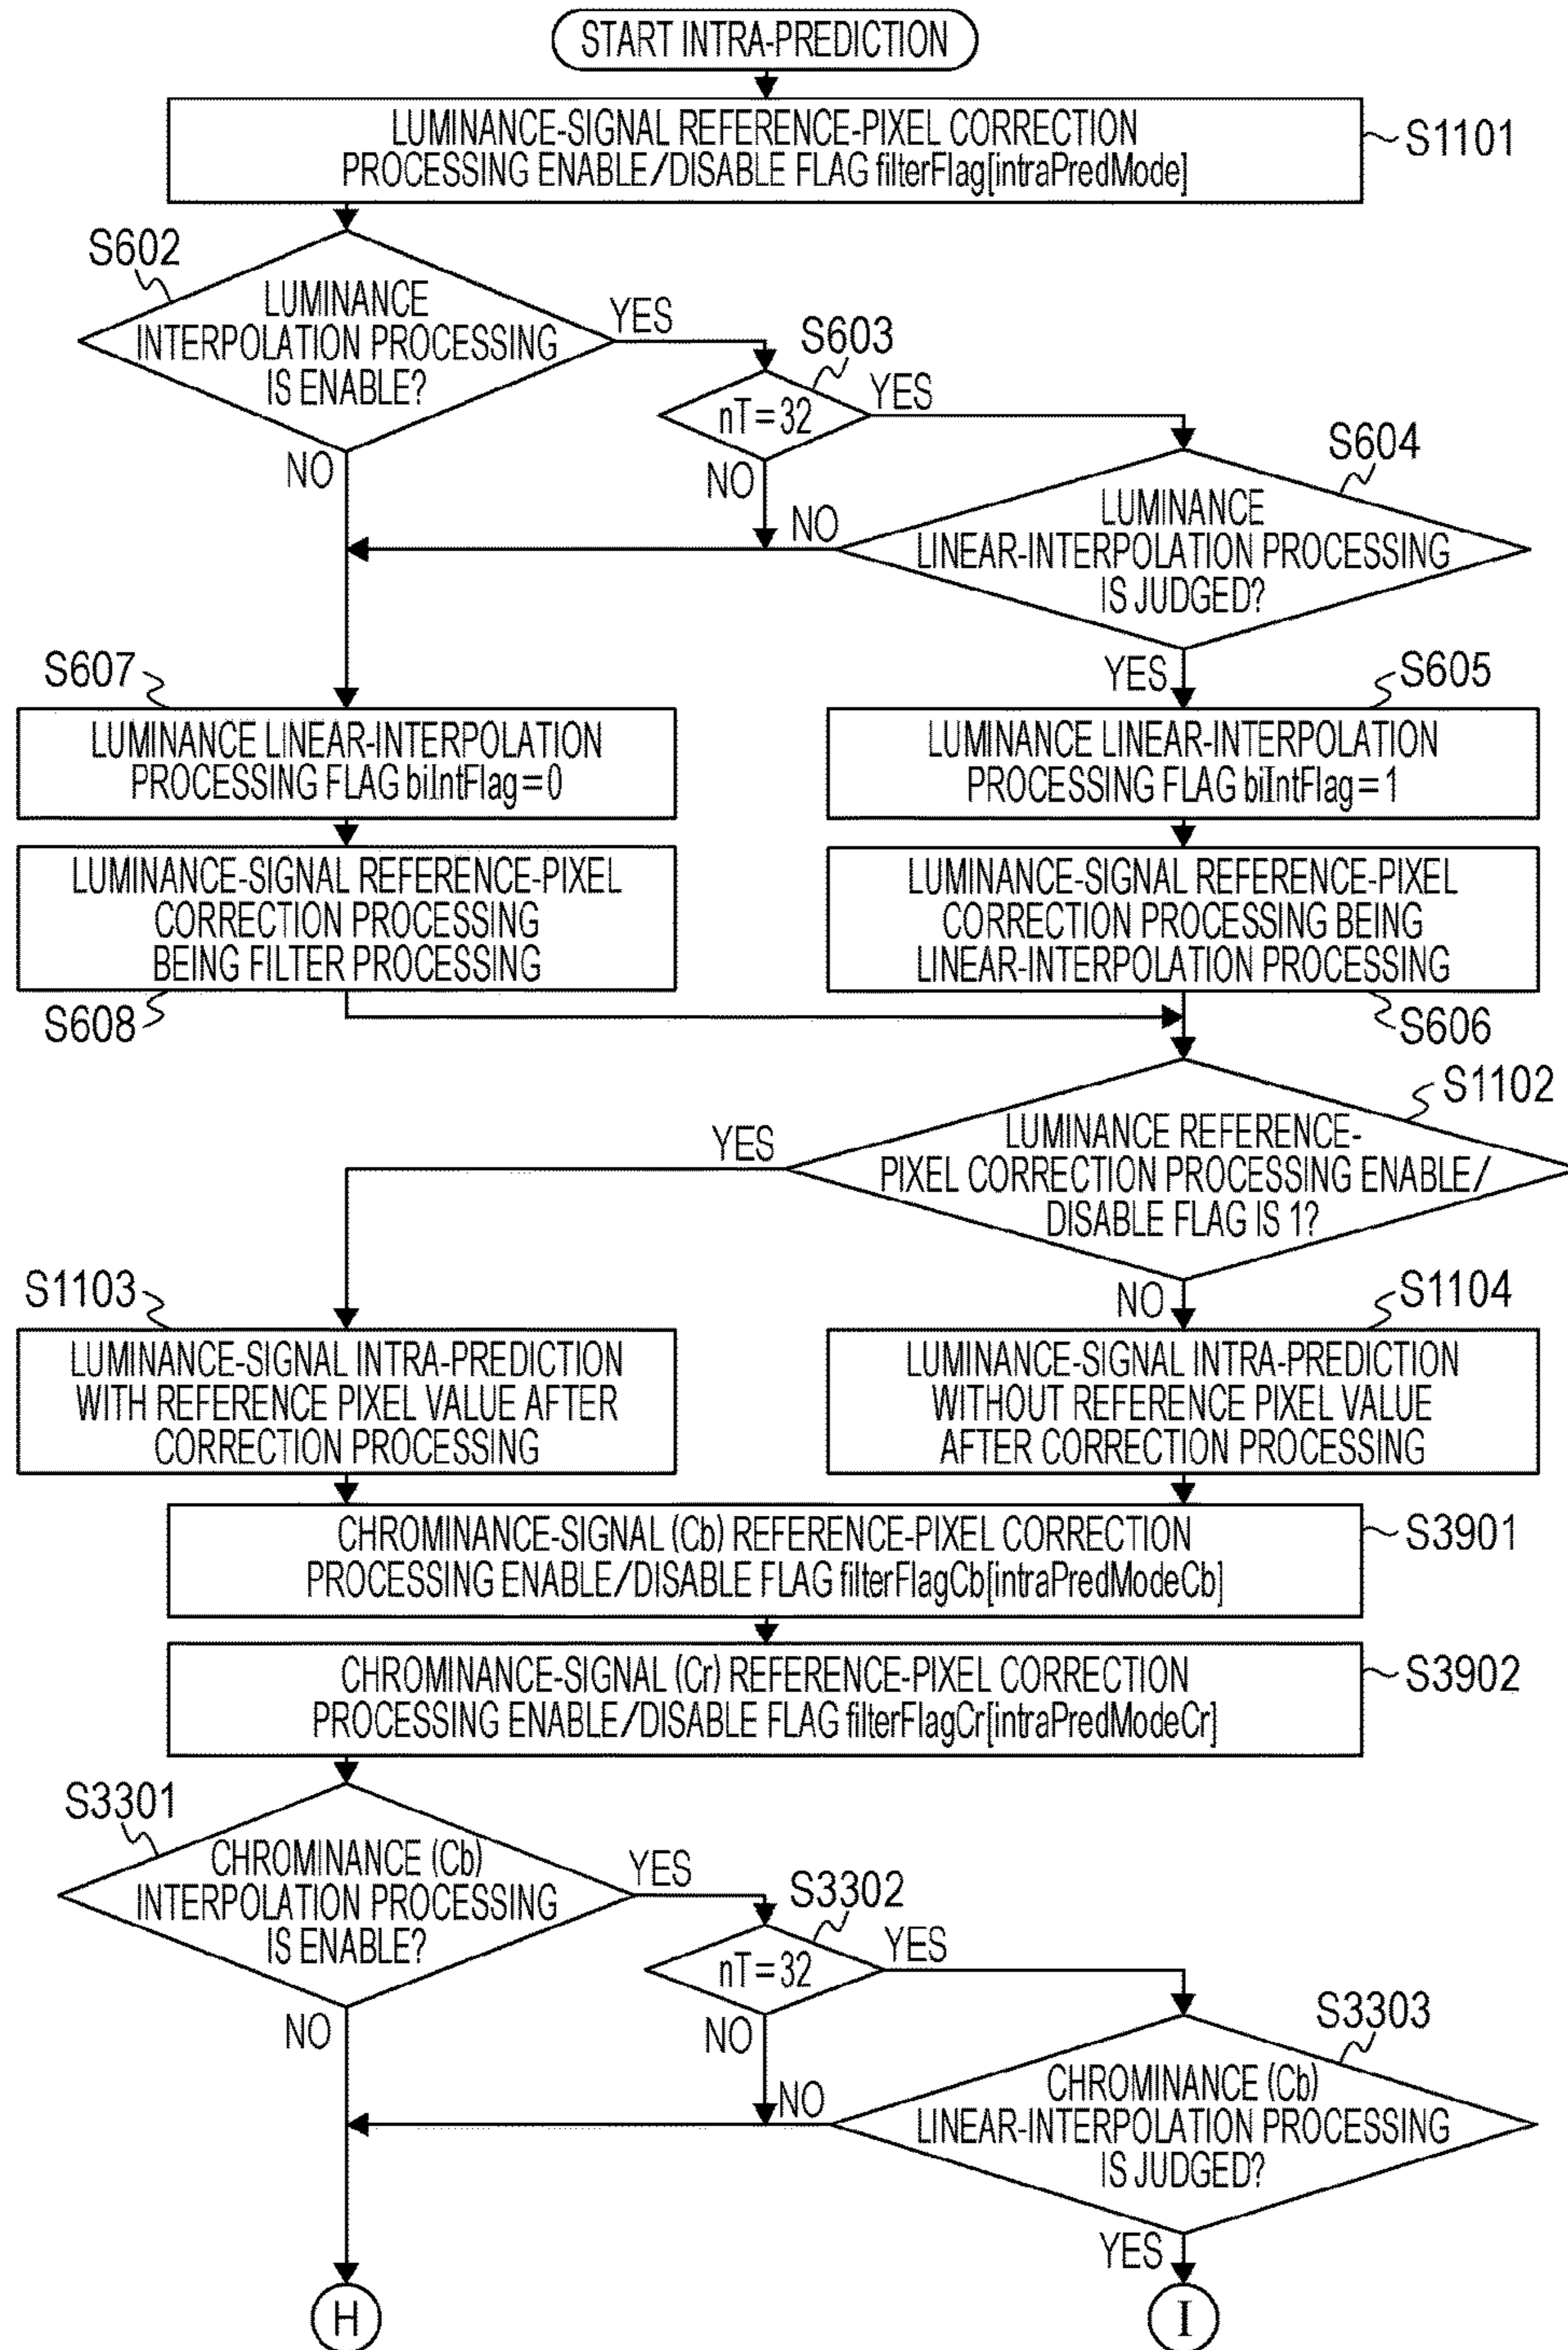 START INTRA-PREDICTION
LUMINANCE-SIGNAL REFERENCE-PIXEL CORRECTION
PROCESSING ENABLE/DISABLE FLAG filterFlag[intraPredMode]
S1101
S602
LUMINANCE
INTERPOLATION PROCESSING
IS ENABLE?
YES
NO
S603
nT=32
YES
NO
S604
LUMINANCE
LINEAR-INTERPOLATION PROCESSING
IS JUDGED?
NO
YES
S607
LUMINANCE LINEAR-INTERPOLATION
PROCESSING FLAG biIntFlag=0
S605
LUMINANCE LINEAR-INTERPOLATION
PROCESSING FLAG biIntFlag=1
LUMINANCE-SIGNAL REFERENCE-PIXEL
CORRECTION PROCESSING
BEING FILTER PROCESSING
S608
LUMINANCE-SIGNAL REFERENCE-PIXEL
CORRECTION PROCESSING BEING
LINEAR-INTERPOLATION PROCESSING
S606
S1102
LUMINANCE REFERENCE-
PIXEL CORRECTION PROCESSING ENABLE/
DISABLE FLAG IS 1?
YES
NO
S1103
LUMINANCE-SIGNAL INTRA-PREDICTION
WITH REFERENCE PIXEL VALUE AFTER
CORRECTION PROCESSING
S1104
LUMINANCE-SIGNAL INTRA-PREDICTION
WITHOUT REFERENCE PIXEL VALUE
AFTER CORRECTION PROCESSING
CHROMINANCE-SIGNAL (Cb) REFERENCE-PIXEL CORRECTION
PROCESSING ENABLE/DISABLE FLAG filterFlagCb[intraPredModeCb]
S3901
CHROMINANCE-SIGNAL (Cr) REFERENCE-PIXEL CORRECTION
PROCESSING ENABLE/DISABLE FLAG filterFlagCr[intraPredModeCr]
S3902
S3301
CHROMINANCE (Cb)
INTERPOLATION PROCESSING
IS ENABLE?
YES
NO
S3302
nT=32
YES
NO
S3303
CHROMINANCE (Cb)
LINEAR-INTERPOLATION PROCESSING
IS JUDGED?
NO
YES
H
I